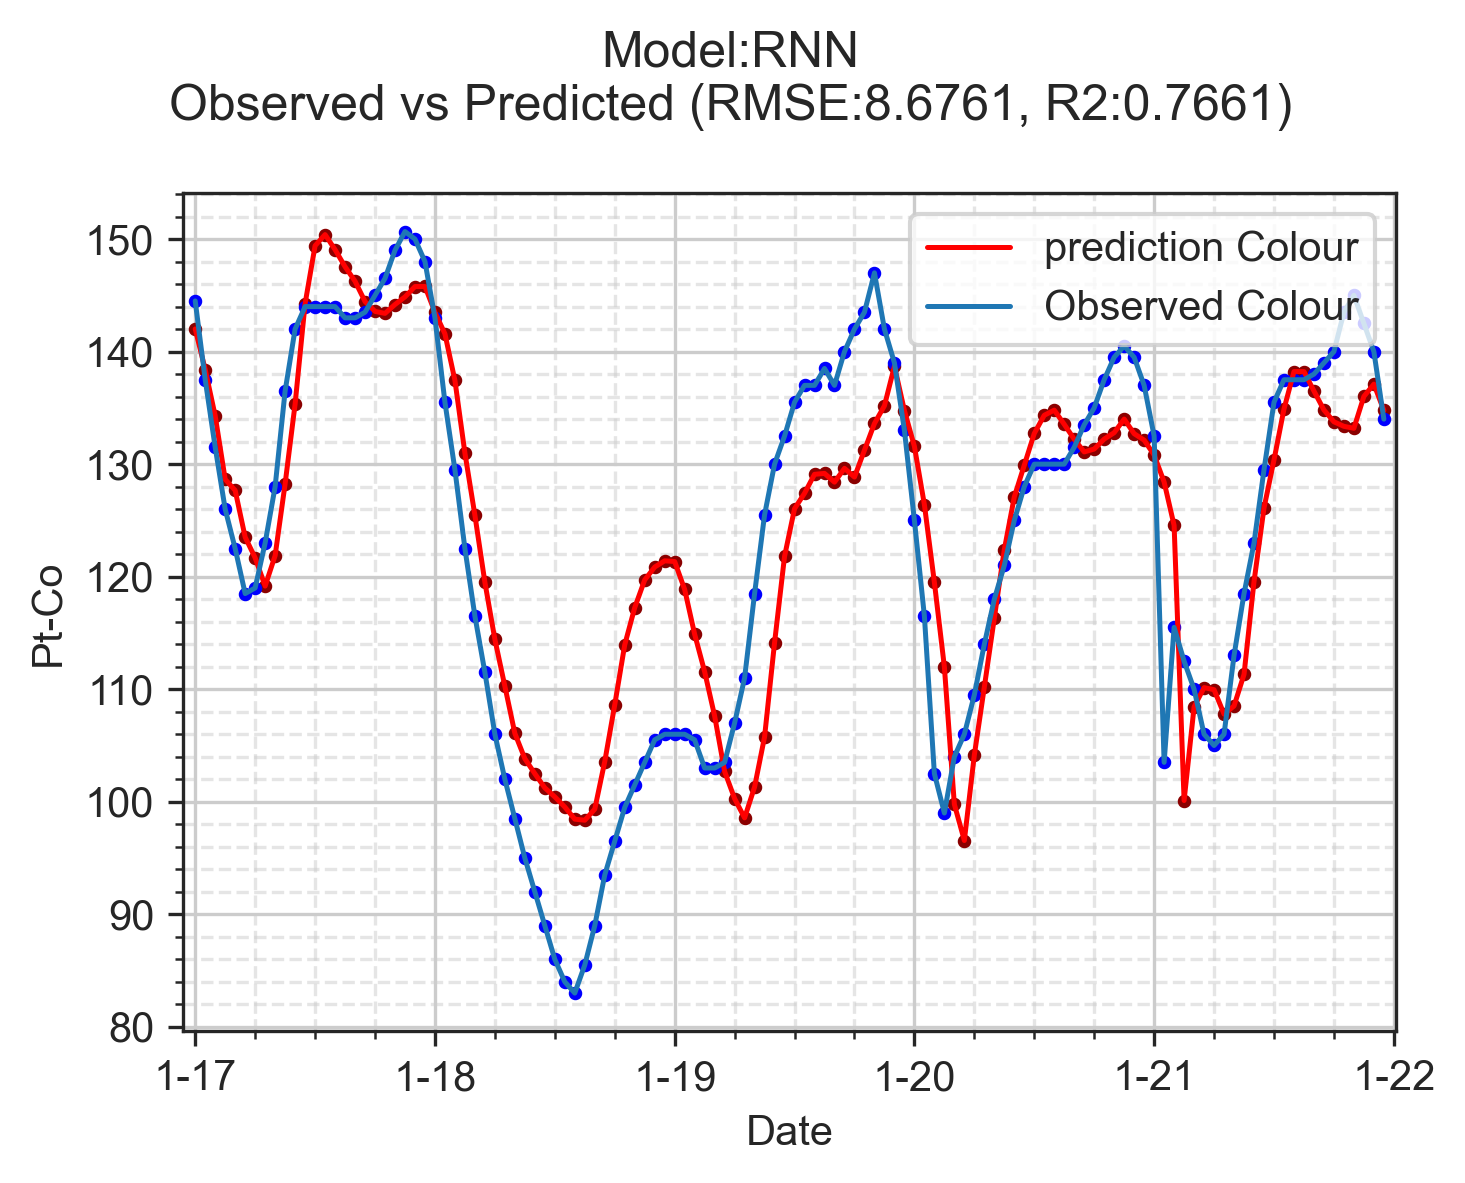 Model:RNN
Observed vs Predicted (RMSE:8.6761, R2:0.7661)
prediction Colour
Observed Colour
150
140
130
120
110
100
90
80
Pt-Co
1-17
1-18
1-19
1-20
1-21
1-22
Date